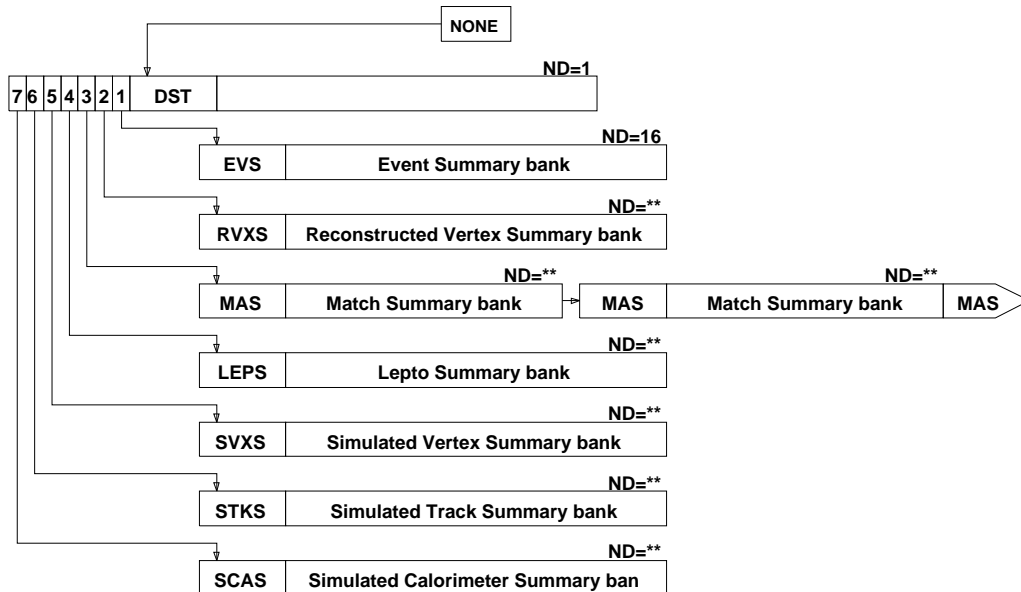 NONE
ND=1
7 6 5 4 3 2 1 DST
ND=16
EVS Event Summary bank
ND=**
RVXS Reconstructed Vertex Summary bank
ND=** ND=**
MAS Match Summary bank MAS Match Summary bank MAS
ND=**
LEPS Lepto Summary bank
ND=**
SVXS Simulated Vertex Summary bank
ND=**
STKS Simulated Track Summary bank
ND=**
SCAS Simulated Calorimeter Summary ban